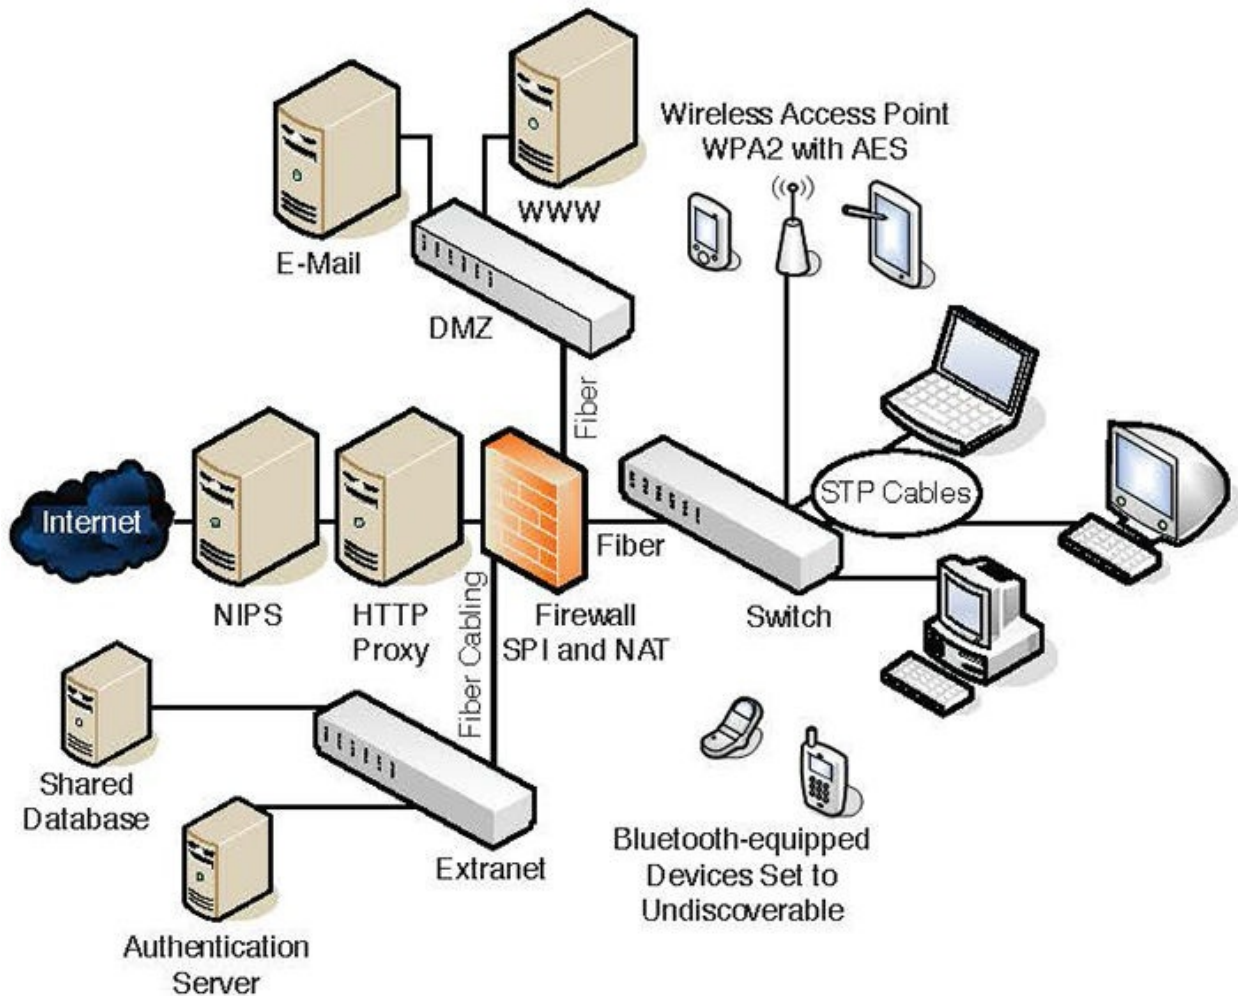 Wireless Access Point
WPA2 with AES
WWW
E-Mail
DMZ
Fiber
STP Cables
Internet
Fiber
NIPS
HTTP
Proxy
Firewall
SPI and NAT
Switch
Fiber Cabling
Shared
Database
Extranet
Bluetooth-equipped
Devices Set to
Undiscoverable
Authentication
Server